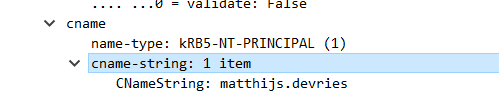 .... ...0 = validate: False
cname
name-type: kRB5-NT-PRINCIPAL (1)
cname-string: 1 item
CNameString: matthijs.devries